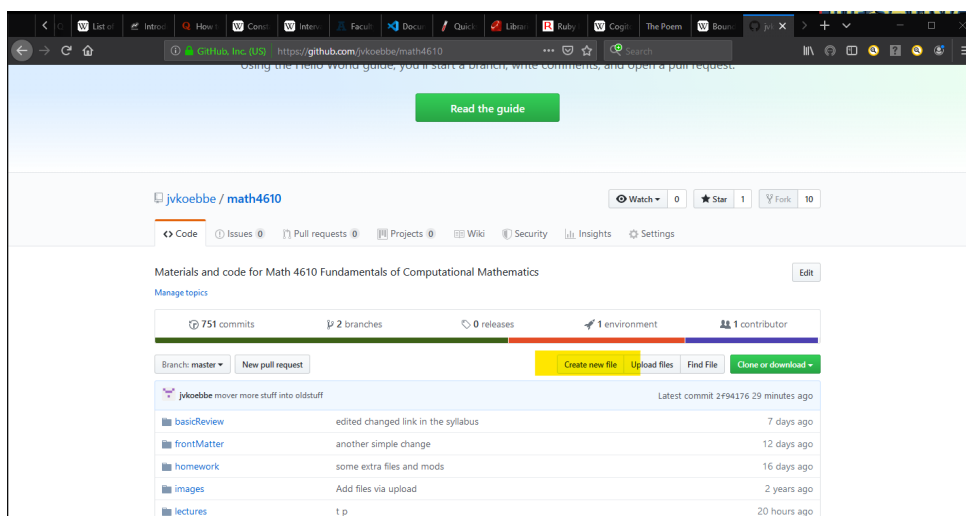 List of
Introd
How t
Const
Interv
Facult
Docum
Quick
Librar
Ruby
Cogit
The Poem
Boun
jvk
GitHub, Inc. (US)
https://github.com/jvkoebbe/math4610
Search
Using the Hello World guide, you'll start a branch, write comments, and open a pull request.
Read the guide
jvkoebbe / math4610
Watch 0
Star 1
Fork 10
Code
Issues 0
Pull requests 0
Projects 0
Wiki
Security
Insights
Settings
Materials and code for Math 4610 Fundamentals of Computational Mathematics
Edit
Manage topics
751 commits
2 branches
0 releases
1 environment
1 contributor
Branch: master
New pull request
Create new file
Upload files
Find File
Clone or download
jvkoebbe mover more stuff into oldstuff
Latest commit 2f94176 29 minutes ago
basicReview
edited changed link in the syllabus
7 days ago
frontMatter
another simple change
12 days ago
homework
some extra files and mods
16 days ago
images
Add files via upload
2 years ago
lectures
t p
20 hours ago